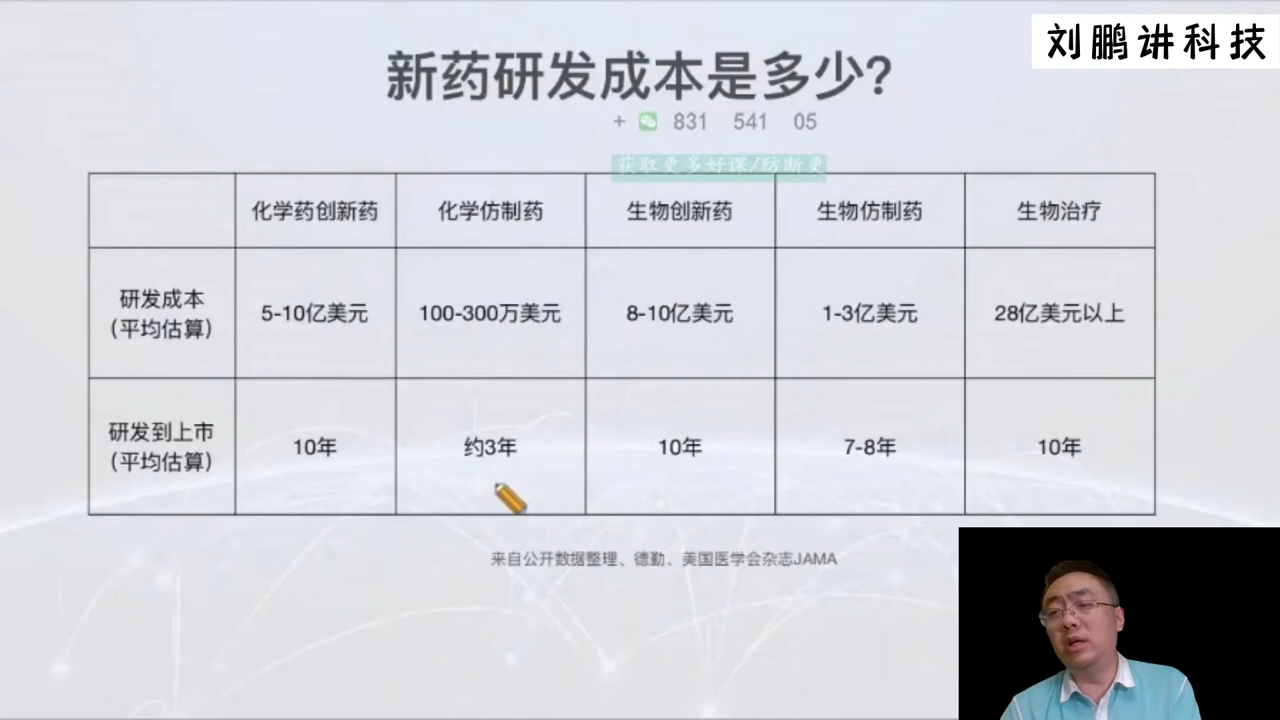 刘鹏讲科技
新药研发成本是多少?
+ 831 541 05
获取更多好课/防断更
化学药创新药 化学仿制药 生物创新药 生物仿制药 生物治疗
研发成本
(平均估算)
5-10亿美元 100-300万美元 8-10亿美元 1-3亿美元 28亿美元以上
研发到上市
(平均估算)
10年 约3年 10年 7-8年 10年
来自公开数据整理、德勤、美国医学会杂志JAMA